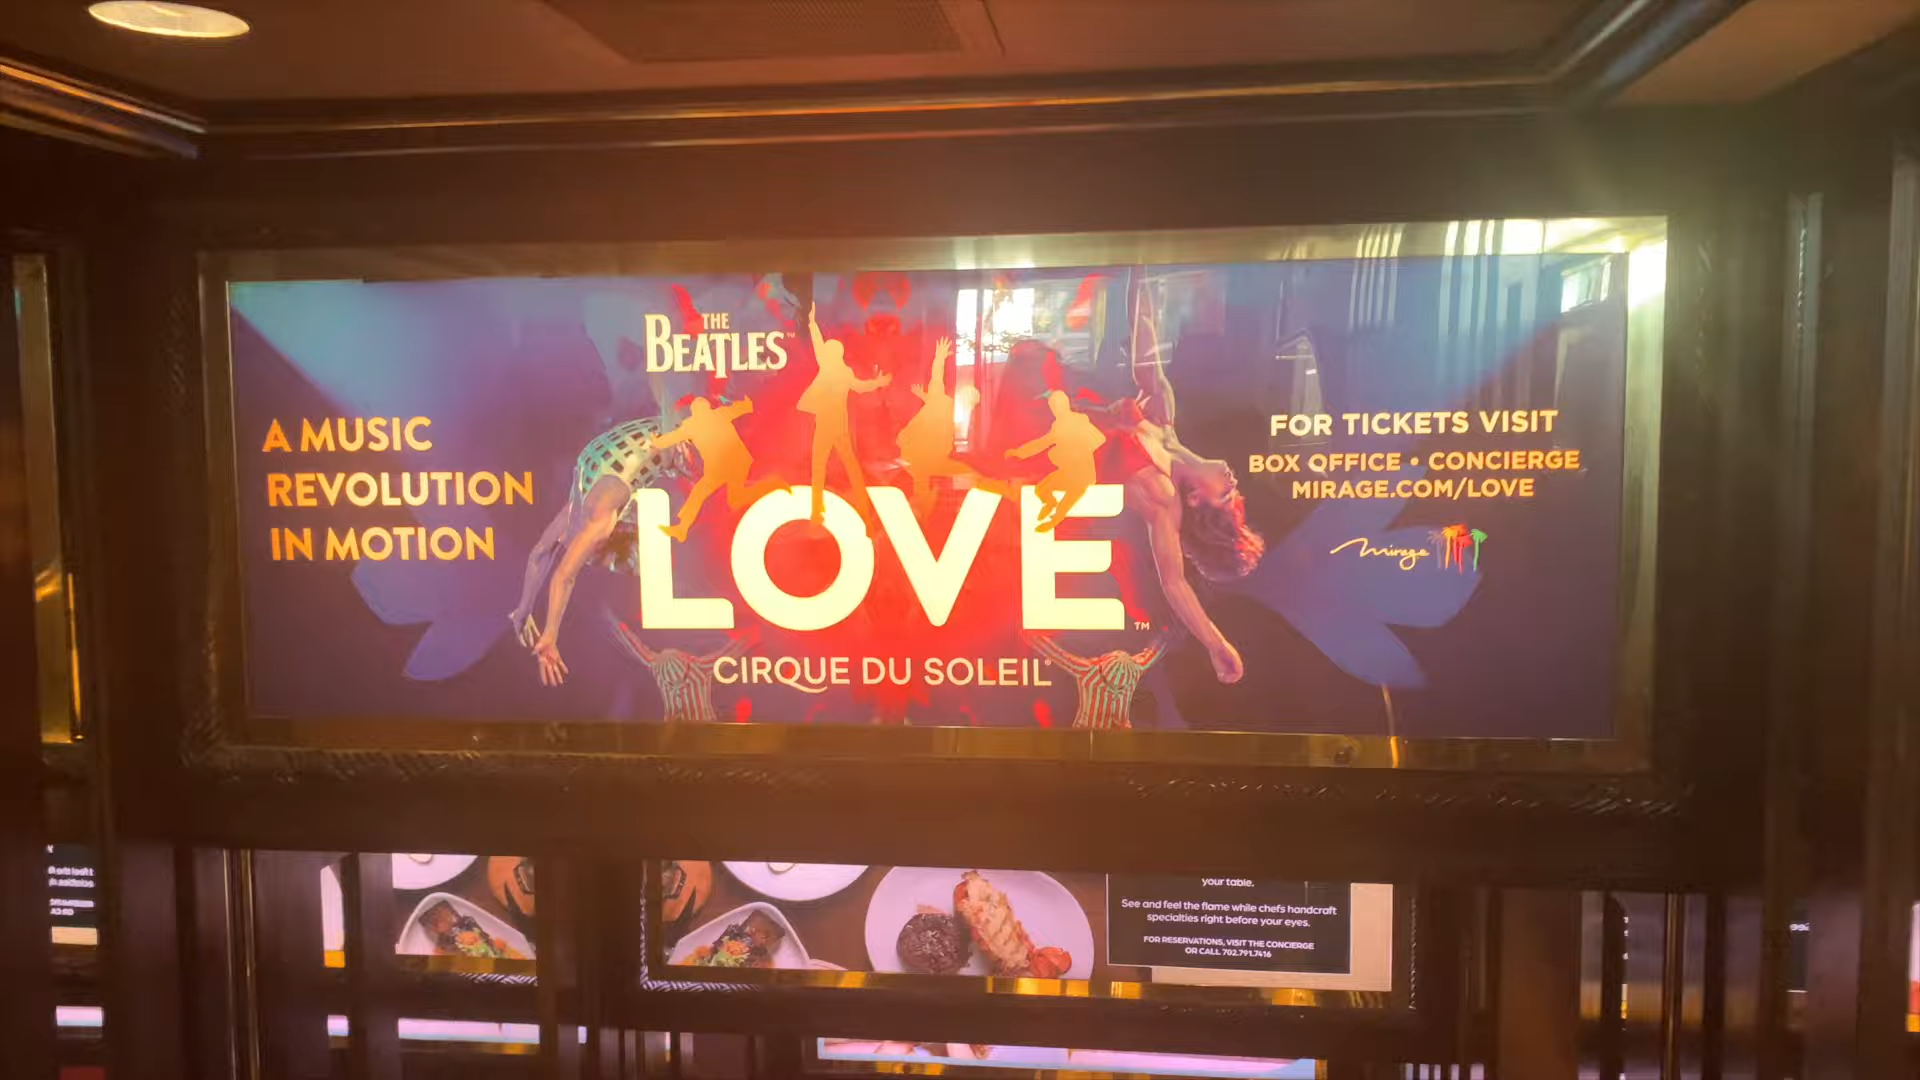 A MUSIC
REVOLUTION
IN MOTION
THE
BEATLES™
LOVE™
CIRQUE DU SOLEIL®
FOR TICKETS VISIT
BOX OFFICE • CONCIERGE
MIRAGE.COM/LOVE
Mirage
your table.
See and feel the flame while chefs handcraft
specialties right before your eyes.
FOR RESERVATIONS, VISIT THE CONCIERGE
OR CALL 702.791.7416